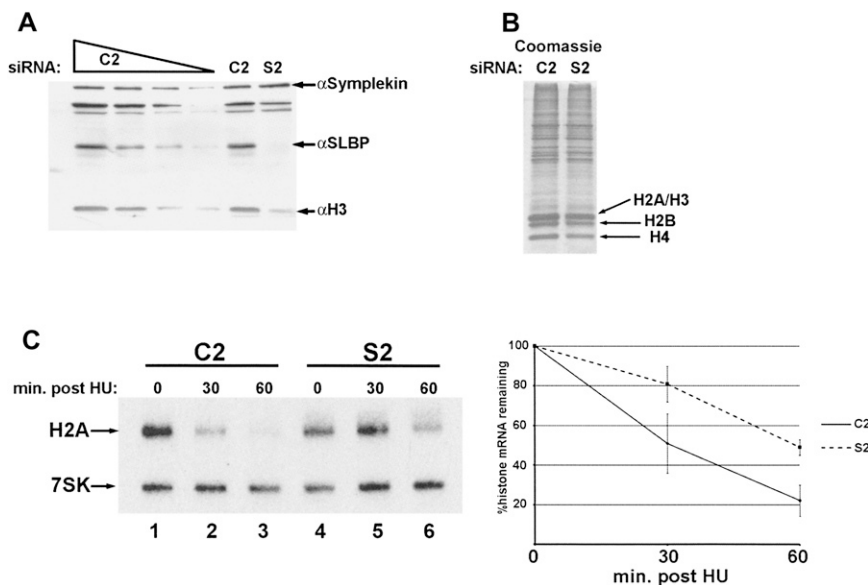 A
siRNA: C2 C2 S2
αSymplekin
αSLBP
αH3
B
Coomassie
siRNA: C2 S2
H2A/H3
H2B
H4
C
C2 S2
min. post HU: 0 30 60 0 30 60
H2A
7SK
1 2 3 4 5 6
%histone mRNA remaining
100
80
60
40
20
0 30 60
min. post HU
C2
S2